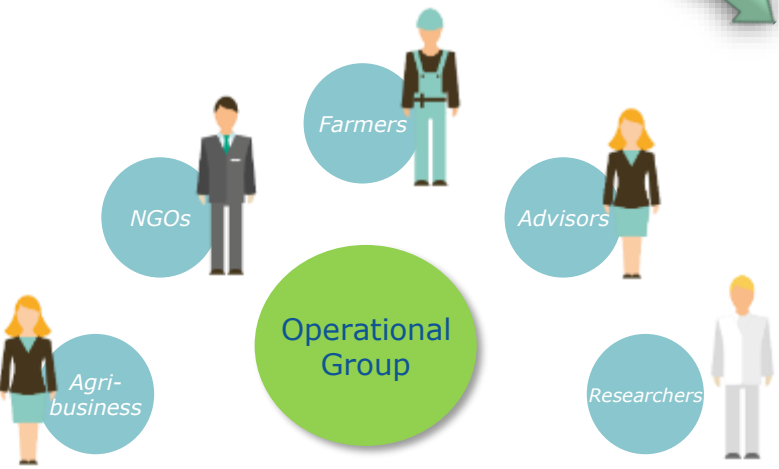 Farmers
NGOs
Advisors
Operational
Group
Agri-
business
Researchers